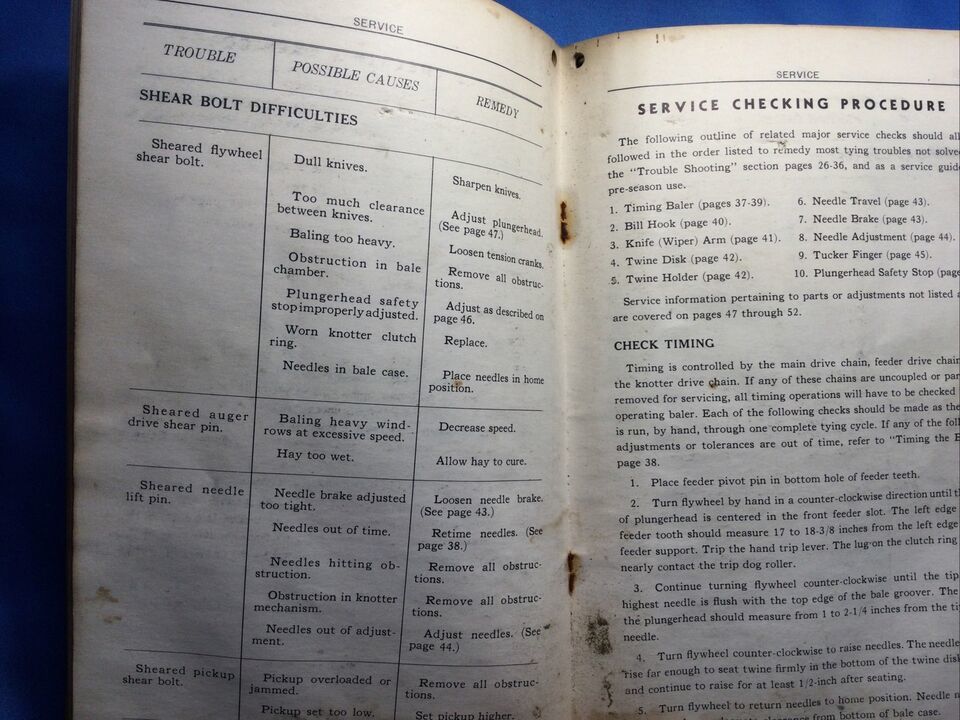 SERVICE
TROUBLE
POSSIBLE CAUSES
REMEDY
SHEAR BOLT DIFFICULTIES
Sheared flywheel
shear bolt.
Dull knives.
Sharpen knives.
Too much clearance
between knives.
Adjust plungerhead.
(See page 47.)
Baling too heavy.
Loosen tension cranks.
Obstruction in bale
chamber.
Remove all obstruc-
tions.
Plungerhead safety
stop improperly adjusted.
Adjust as described on
page 46.
Worn knotter clutch
ring.
Replace.
Needles in bale case.
Place needles in home
position.
Sheared auger
drive shear pin.
Baling heavy wind-
rows at excessive speed.
Decrease speed.
Hay too wet.
Allow hay to cure.
Sheared needle
lift pin.
Needle brake adjusted
too tight.
Loosen needle brake.
(See page 43.)
Needles out of time.
Retime needles. (See
page 38.)
Needles hitting ob-
struction.
Remove all obstruc-
tions.
Obstruction in knotter
mechanism.
Remove all obstruc-
tions.
Needles out of adjust-
ment.
Adjust needles. (See
page 44.)
Sheared pickup
shear bolt.
Pickup overloaded or
jammed.
Remove all obstruc-
tions.
Pickup set too low.
Set pickup higher.
SERVICE
SERVICE CHECKING PROCEDURE
The following outline of related major service checks should
followed in the order listed to remedy most tying troubles not
the "Trouble Shooting" section pages 26-36, and as a service
pre-season use.
1. Timing Baler (pages 37-39).
2. Bill Hook (page 40).
3. Knife (Wiper) Arm (page 41).
4. Twine Disk (page 42).
5. Twine Holder (page 42).
6. Needle Travel (page 43).
7. Needle Brake (page 43).
8. Needle Adjustment (page 44).
9. Tucker Finger (page 45).
10. Plungerhead Safety Stop
Service information pertaining to parts or adjustments not listed
are covered on pages 47 through 52.
CHECK TIMING
Timing is controlled by the main drive chain, feeder drive chain
the knotter drive chain. If any of these chains are uncoupled or
removed for servicing, all timing operations will have to be checked
operating baler. Each of the following checks should be made as the
is run, by hand, through one complete tying cycle. If any of the
adjustments or tolerances are out of time, refer to "Timing the
page 38.
1. Place feeder pivot pin in bottom hole of feeder teeth.
2. Turn flywheel by hand in a counter-clockwise direction until
of plungerhead is centered in the front feeder slot. The left edge
feeder tooth should measure 17 to 18-3/8 inches from the left edge
feeder support. Trip the hand trip lever. The lug on the clutch ring
nearly contact the trip dog roller.
3. Continue turning flywheel counter-clockwise until the
highest needle is flush with the top edge of the bale groover. The
the plungerhead should measure from 1 to 2-1/4 inches from the
needle.
4. Turn flywheel counter-clockwise to raise needles. The
rise far enough to seat twine firmly in the bottom of the twine
and continue to raise for at least 1/2-inch after seating.
5. Turn flywheel to return needles to home position. Needle
clearance from bottom of bale case.